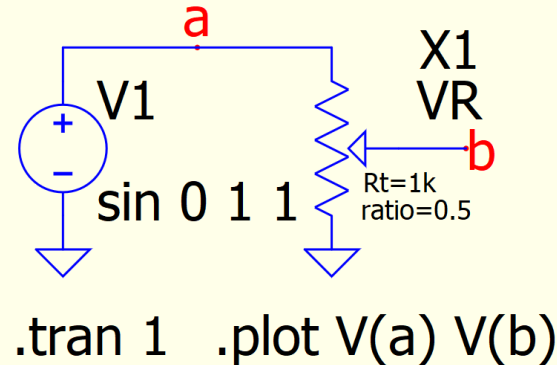 a
X1
VR
V1
+
−
b
Rt=1k
ratio=0.5
sin 0 1 1
.tran 1 .plot V(a) V(b)